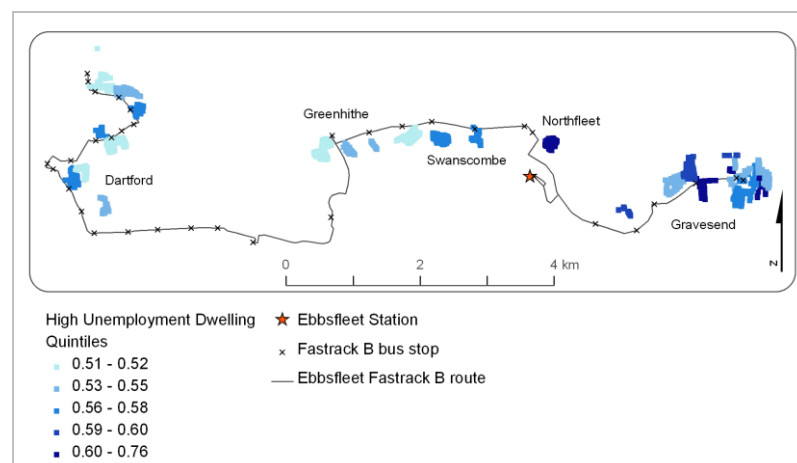 Greenhithe
Northfleet
Swanscombe
Dartford
Gravesend
0 2 4 km
N
High Unemployment Dwelling
Quintiles
0.51 - 0.52
0.53 - 0.55
0.56 - 0.58
0.59 - 0.60
0.60 - 0.76
Ebbsfleet Station
Fastrack B bus stop
Ebbsfleet Fastrack B route